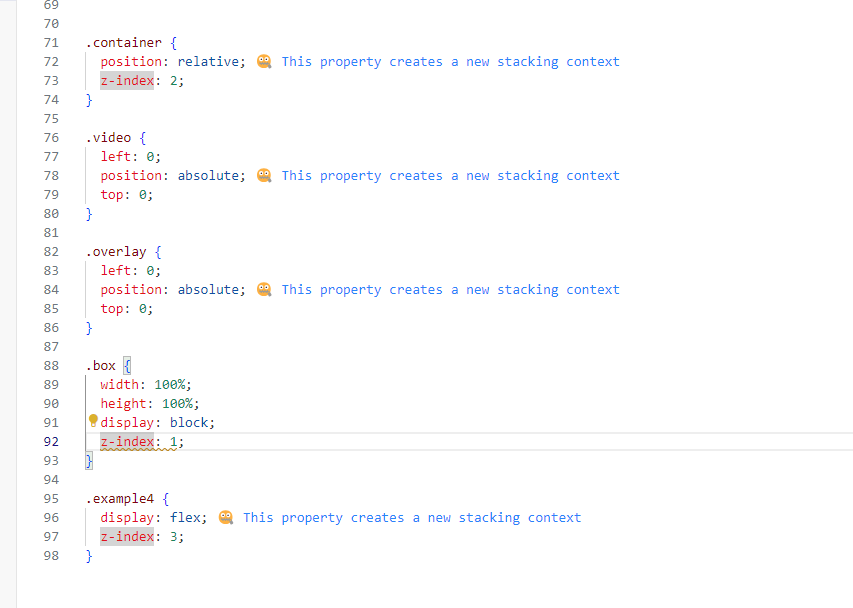 69
70
71 .container {
72 position: relative; This property creates a new stacking context
73 z-index: 2;
74 }
75
76 .video {
77 left: 0;
78 position: absolute; This property creates a new stacking context
79 top: 0;
80 }
81
82 .overlay {
83 left: 0;
84 position: absolute; This property creates a new stacking context
85 top: 0;
86 }
87
88 .box {
89 width: 100%;
90 height: 100%;
91 display: block;
92 z-index: 1;
93 }
94
95 .example4 {
96 display: flex; This property creates a new stacking context
97 z-index: 3;
98 }